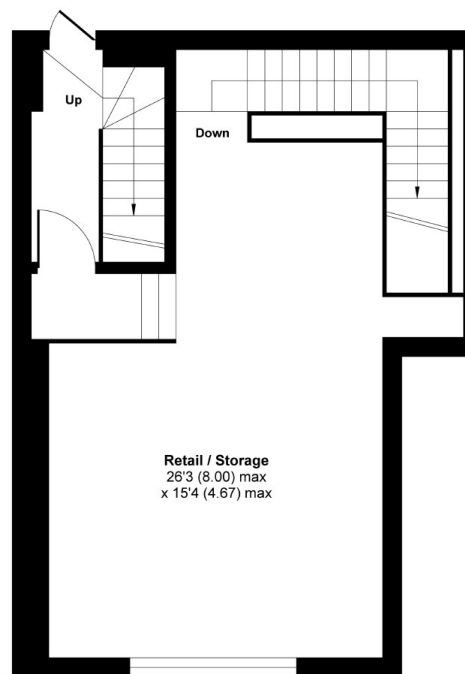 Up
Down
Retail / Storage
26'3 (8.00) max
x 15'4 (4.67) max